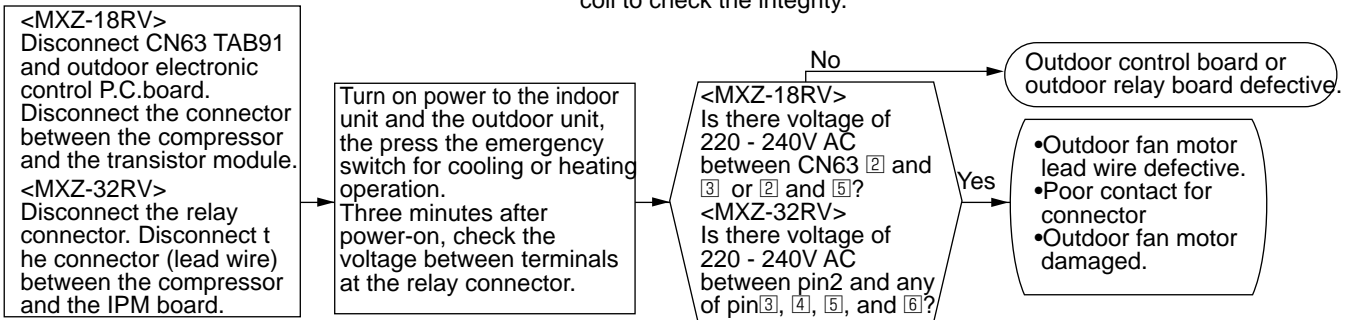 coil to check the integrity.
<MXZ-18RV>
Disconnect CN63 TAB91
and outdoor electronic
control P.C.board.
Disconnect the connector
between the compressor
and the transistor module.
<MXZ-32RV>
Disconnect the relay
connector. Disconnect t
he connector (lead wire)
between the compressor
and the IPM board.
Turn on power to the indoor
unit and the outdoor unit,
the press the emergency
switch for cooling or heating
operation.
Three minutes after
power-on, check the
voltage between terminals
at the relay connector.
<MXZ-18RV>
Is there voltage of
220 - 240V AC
between CN63 2 and
3 or 2 and 5?
<MXZ-32RV>
Is there voltage of
220 - 240V AC
between pin2 and any
of pin3, 4, 5, and 6?
No
Outdoor control board or
outdoor relay board defective.
Yes
•Outdoor fan motor
lead wire defective.
•Poor contact for
connector
•Outdoor fan motor
damaged.